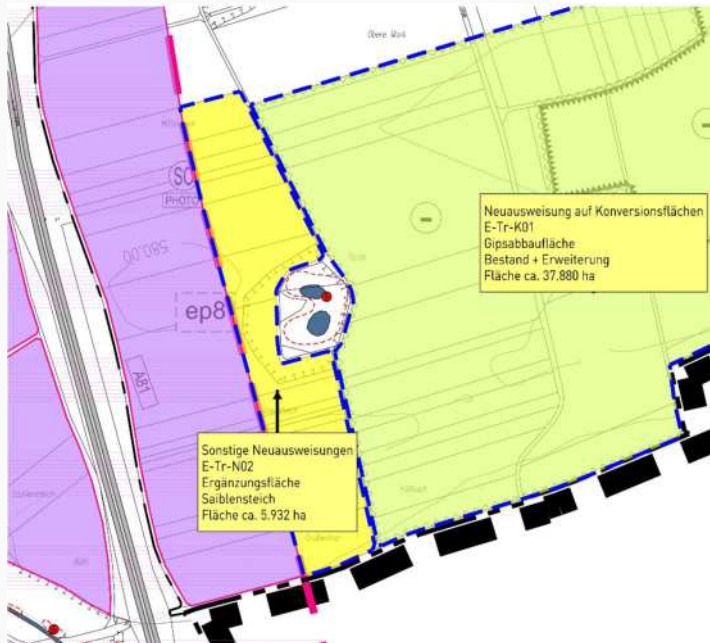 Obere Wald
SO
PHOTO
580.00
ep8
A81
Neuausweisung auf Konversionsflächen
E-Tr-K01
Gipsabbaufläche
Bestand + Erweiterung
Fläche ca. 37.880 ha
Sonstige Neuausweisungen
E-Tr-N02
Ergänzungsfläche
Saiblensteich
Fläche ca. 5.932 ha